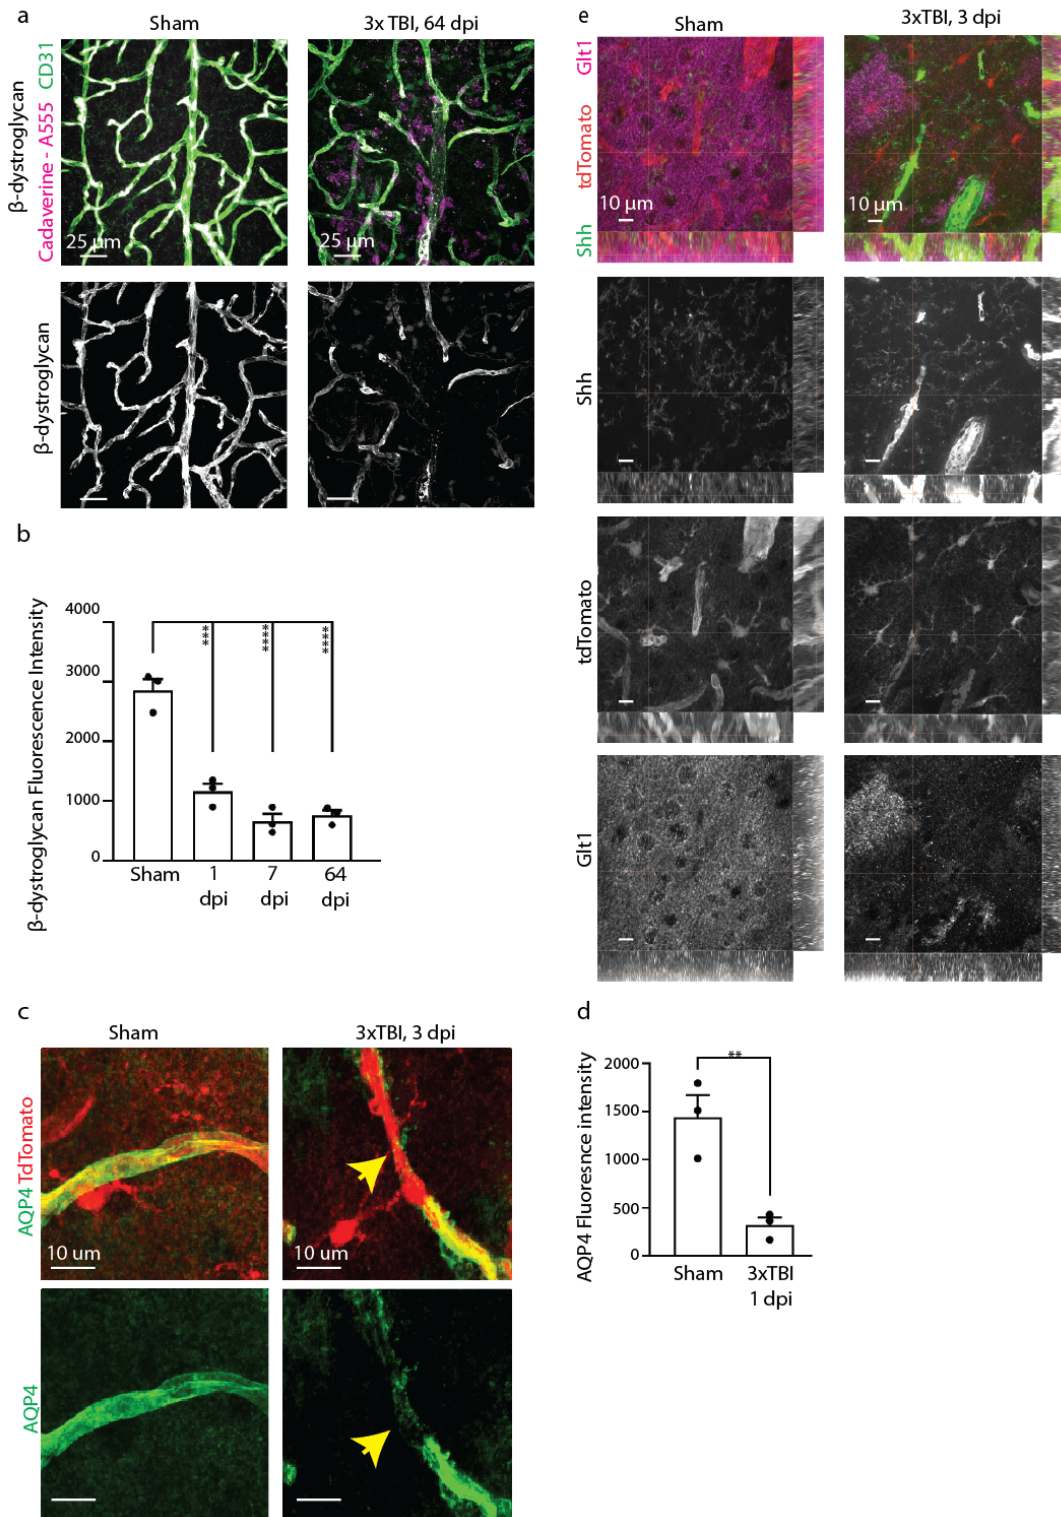 a
Sham
3x TBI, 64 dpi
β-dystroglycan
Cadaverine - A555 CD31
25 µm
25 µm
β-dystroglycan
b
β-dystroglycan Fluorescence Intensity
4000
3000
2000
1000
0
***
****
****
Sham
1
dpi
7
dpi
64
dpi
c
Sham
3xTBI, 3 dpi
AQP4 TdTomato
10 um
10 um
AQP4
d
AQP4 Fluoresnce intensity
2000
1500
1000
500
0
**
Sham
3xTBI
1 dpi
e
Sham
3xTBI, 3 dpi
Shh tdTomato Glt1
10 µm
10 µm
Shh
tdTomato
Glt1